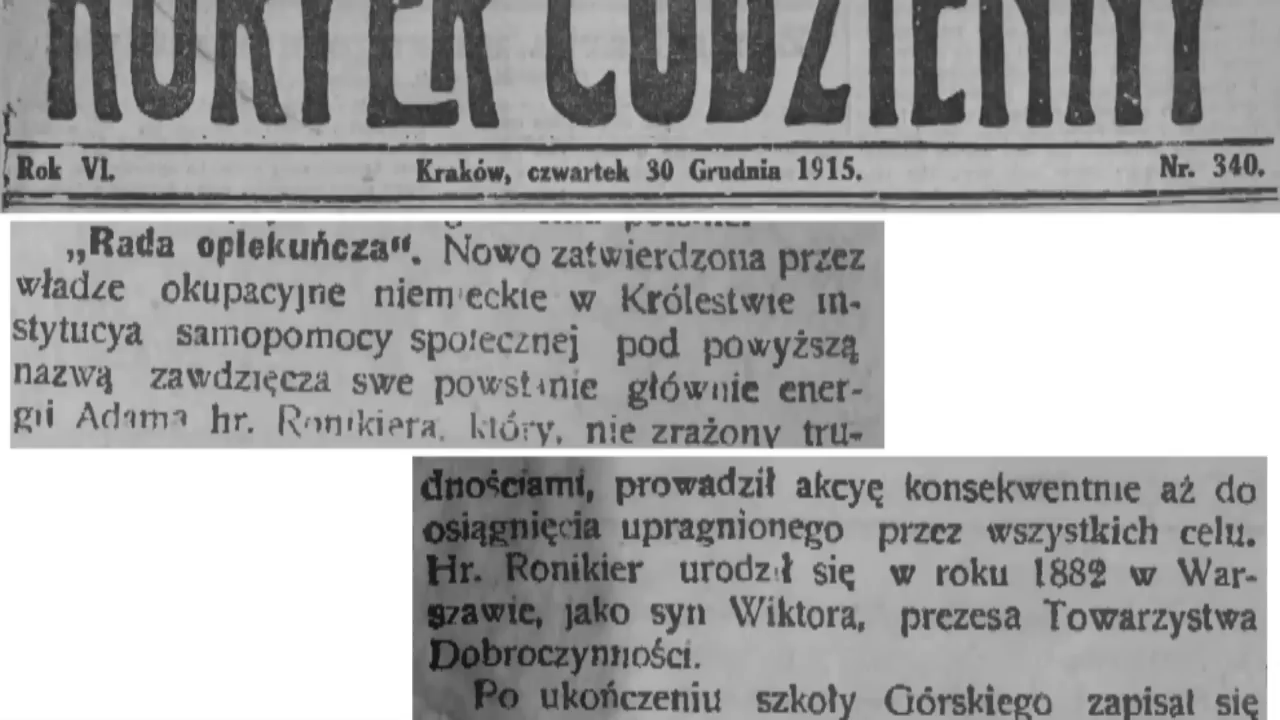 KURYER CODZIENNY
Rok VI.
Kraków, czwartek 30 Grudnia 1915.
Nr. 340.
„Rada opiekuńcza“. Nowo zatwierdzona przez
władze okupacyjne niemieckie w Królestwie in-
stytucya samopomocy społecznej pod powyższą
nazwą zawdzięcza swe powstanie głównie ener-
gii Adama hr. Ronikiera, który, nie zrażony tru-
dnościami, prowadził akcyę konsekwentnie aż do
osiągnięcia upragnionego przez wszystkich celu.
Hr. Ronikier urodził się w roku 1882 w War-
szawie, jako syn Wiktora, prezesa Towarzystwa
Dobroczynności.
Po ukończeniu szkoły Górskiego zapisał się